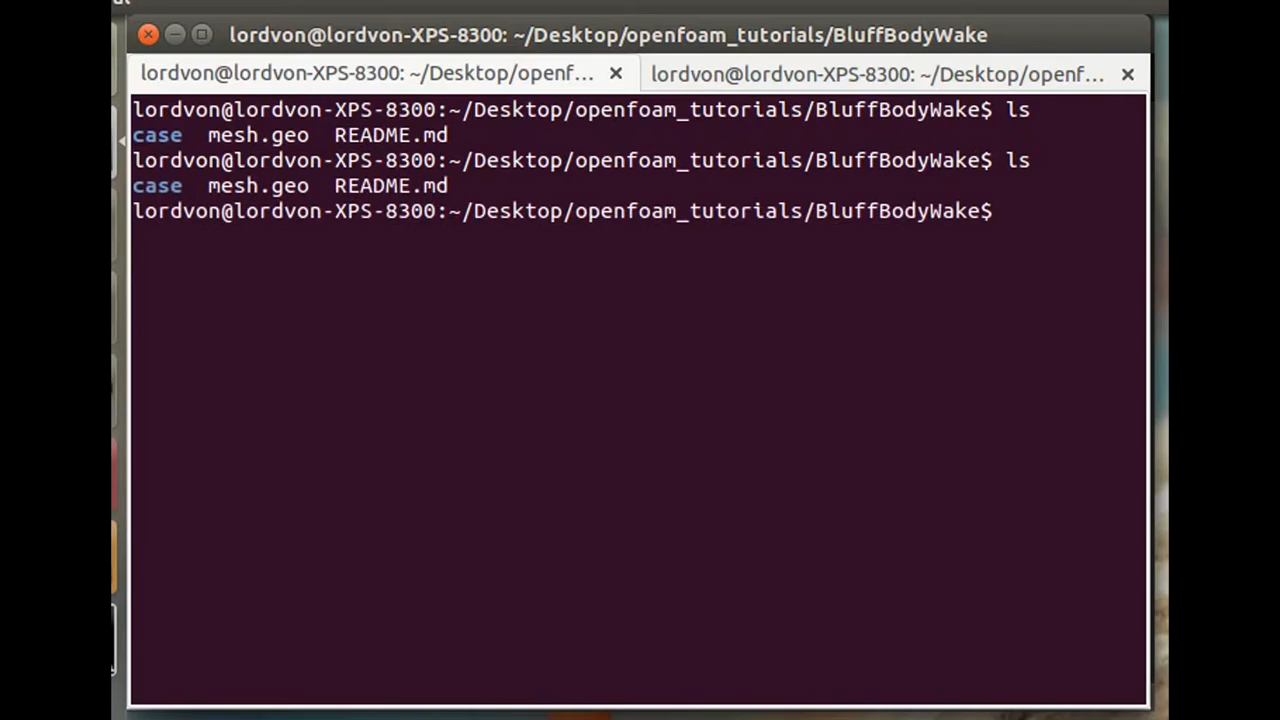 lordvon@lordvon-XPS-8300: ~/Desktop/openfoam_tutorials/BluffBodyWake
lordvon@lordvon-XPS-8300: ~/Desktop/openf... × lordvon@lordvon-XPS-8300: ~/Desktop/openf... ×
lordvon@lordvon-XPS-8300:~/Desktop/openfoam_tutorials/BluffBodyWake$ ls
case mesh.geo README.md
lordvon@lordvon-XPS-8300:~/Desktop/openfoam_tutorials/BluffBodyWake$ ls
case mesh.geo README.md
lordvon@lordvon-XPS-8300:~/Desktop/openfoam_tutorials/BluffBodyWake$